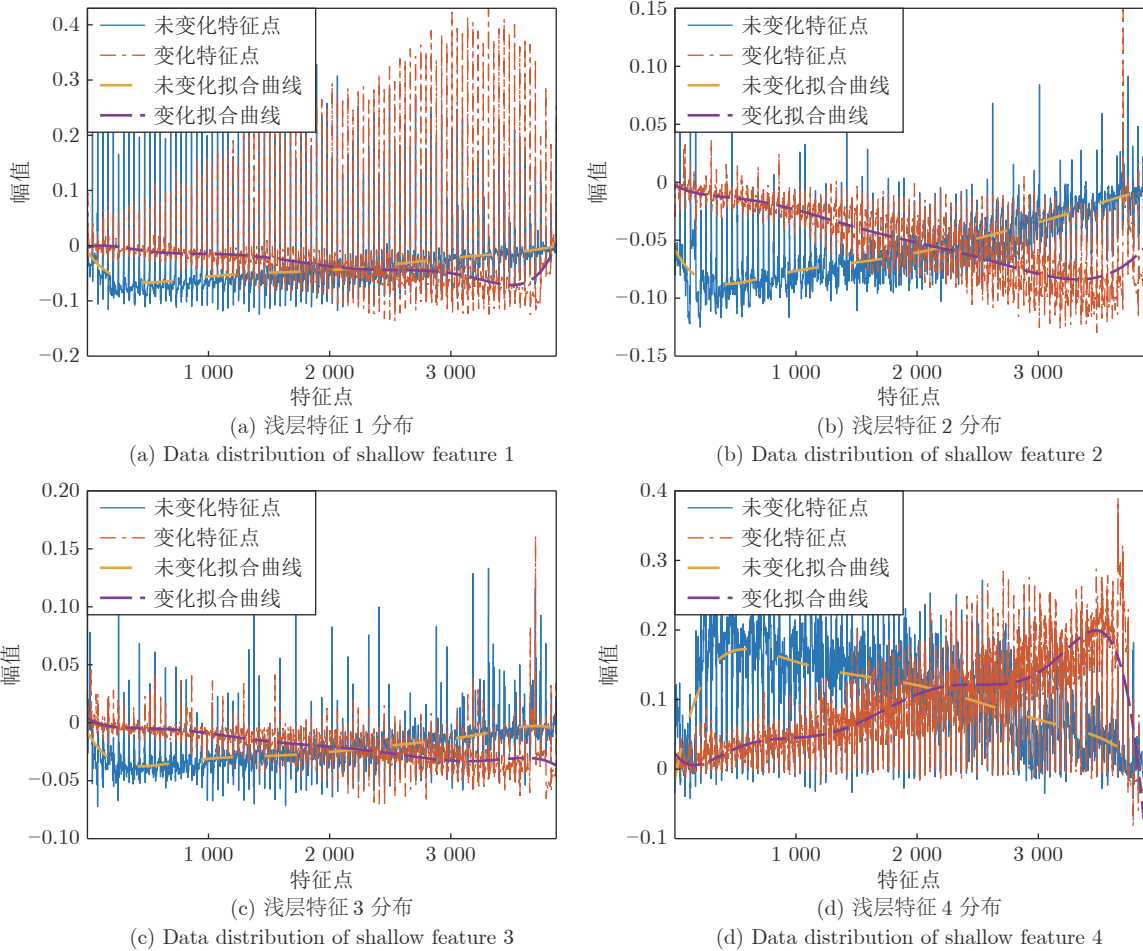 0.4
0.3
0.2
0.1
0
−0.1
−0.2
幅值
未变化特征点
变化特征点
未变化拟合曲线
变化拟合曲线
1 000
2 000
3 000
特征点
(a) 浅层特征 1 分布
(a) Data distribution of shallow feature 1
0.15
0.10
0.05
0
−0.05
−0.10
−0.15
幅值
未变化特征点
变化特征点
未变化拟合曲线
变化拟合曲线
1 000
2 000
3 000
特征点
(b) 浅层特征 2 分布
(b) Data distribution of shallow feature 2
0.20
0.15
0.10
0.05
0
−0.05
−0.10
幅值
未变化特征点
变化特征点
未变化拟合曲线
变化拟合曲线
1 000
2 000
3 000
特征点
(c) 浅层特征 3 分布
(c) Data distribution of shallow feature 3
0.4
0.3
0.2
0.1
0
−0.1
幅值
未变化特征点
变化特征点
未变化拟合曲线
变化拟合曲线
1 000
2 000
3 000
特征点
(d) 浅层特征 4 分布
(d) Data distribution of shallow feature 4